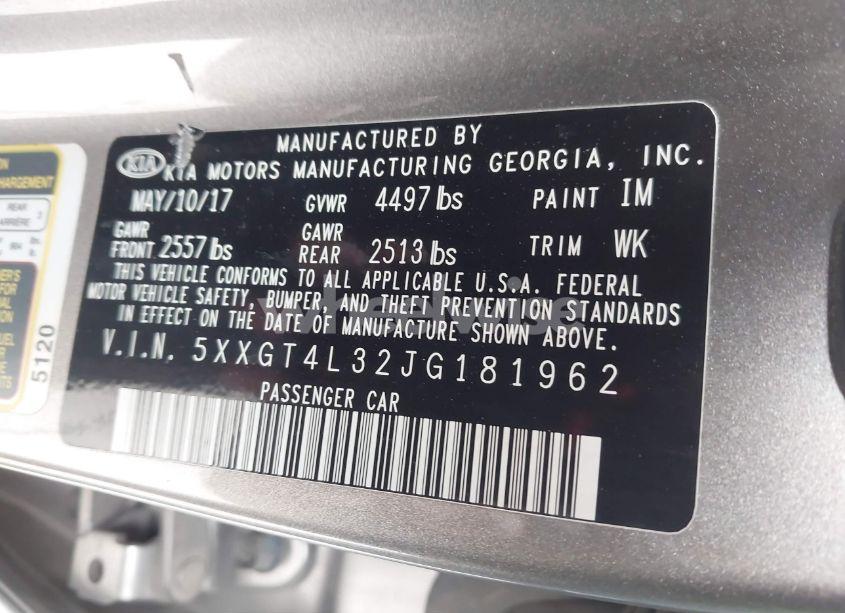 MANUFACTURED BY
KIA KIA MOTORS MANUFACTURING GEORGIA, INC.
MAY/10/17 GVWR 4497 lbs PAINT IM
GAWR FRONT 2557 lbs GAWR REAR 2513 lbs TRIM WK
THIS VEHICLE CONFORMS TO ALL APPLICABLE U.S.A. FEDERAL
MOTOR VEHICLE SAFETY, BUMPER, AND THEFT PREVENTION STANDARDS
IN EFFECT ON THE DATE OF MANUFACTURE SHOWN ABOVE.
V.I.N. 5XXGT4L32JG181962
PASSENGER CAR
REAR
5120
wheelwise